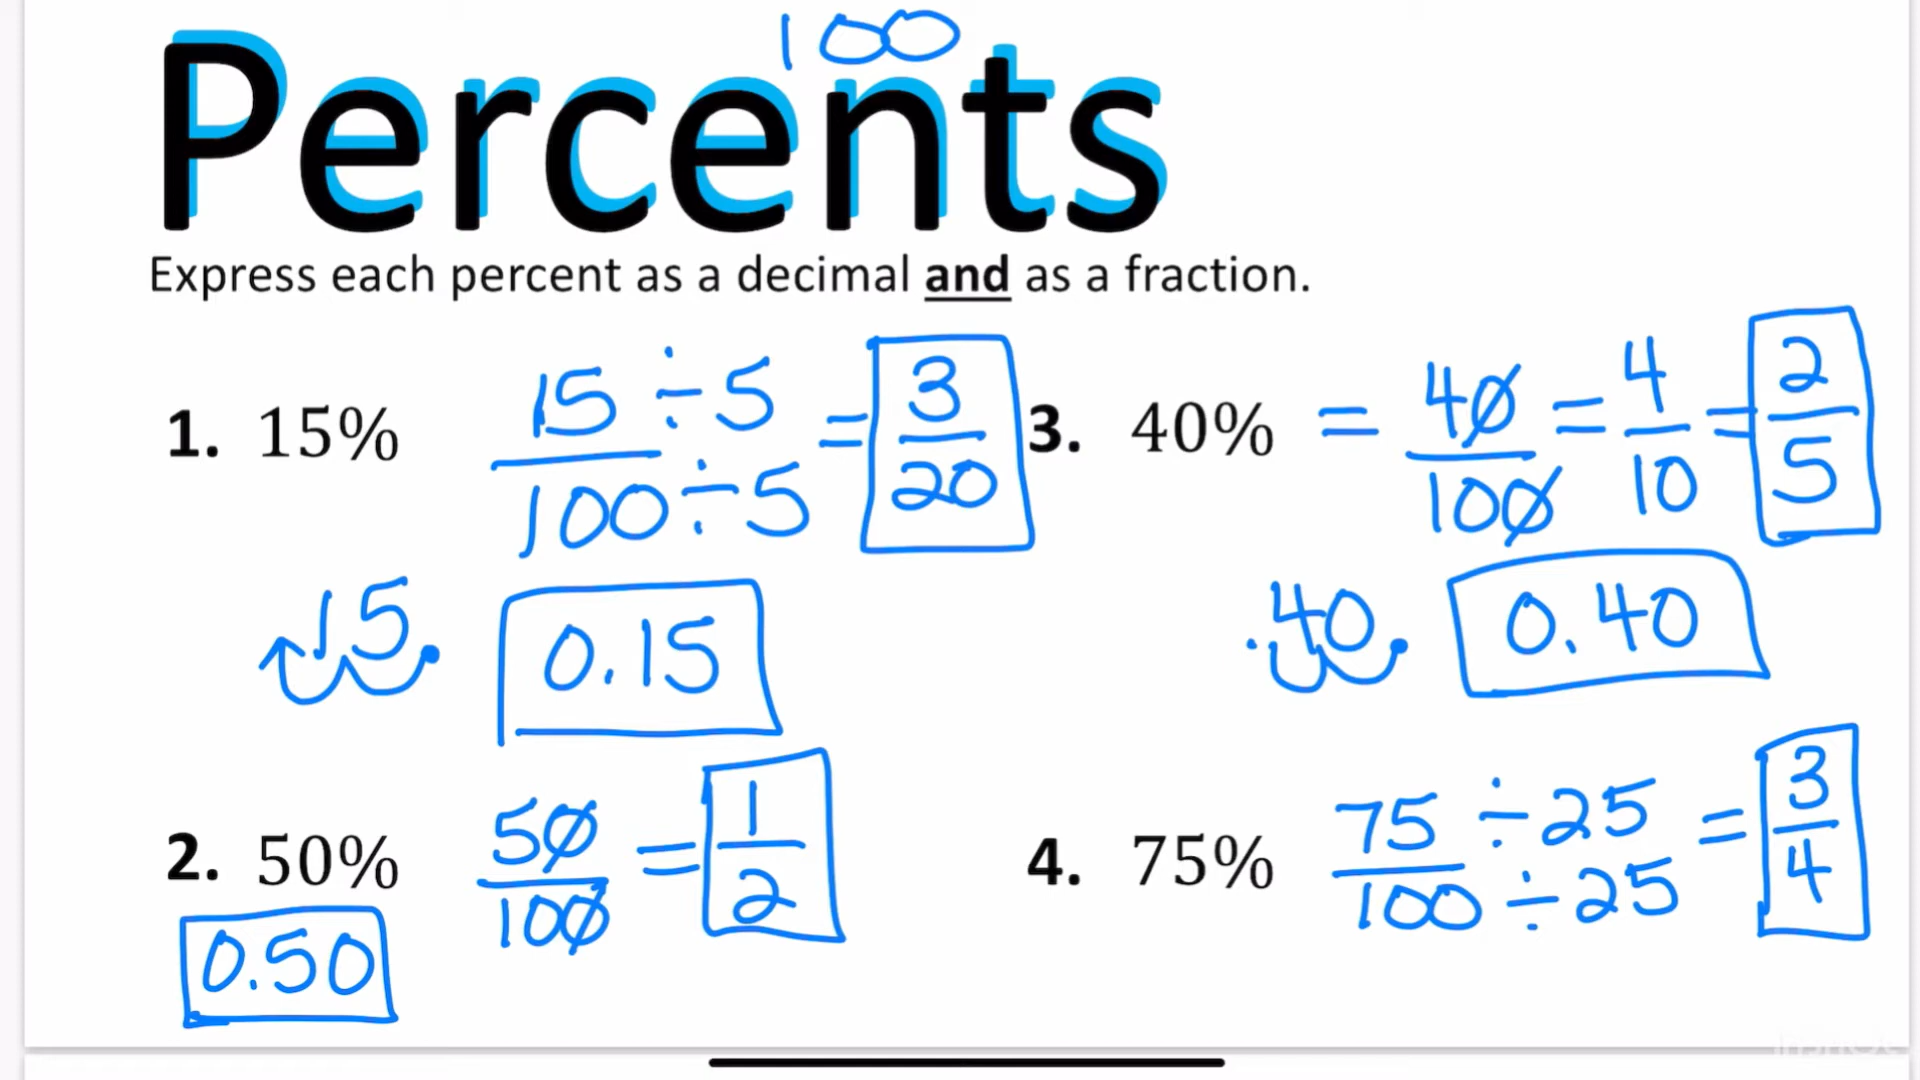 100
Percents
Express each percent as a decimal and as a fraction.
1. 15% 15/100 ÷5/÷5 = 3/20
15. 0.15
2. 50% 50/100 = 1/2
0.50
3. 40% = 40/100 = 4/10 = 2/5
.40. 0.40
4. 75% 75/100 ÷25/÷25 = 3/4